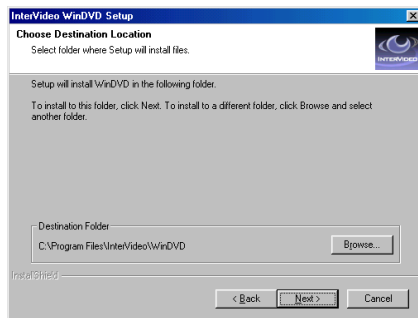 InterVideo WinDVD Setup
Choose Destination Location
Select folder where Setup will install files.
INTERVIDEO
Setup will install WinDVD in the following folder.
To install to this folder, click Next. To install to a different folder, click Browse and select
another folder.
Destination Folder
C:\Program Files\InterVideo\WinDVD
Browse...
InstallShield
< Back
Next >
Cancel